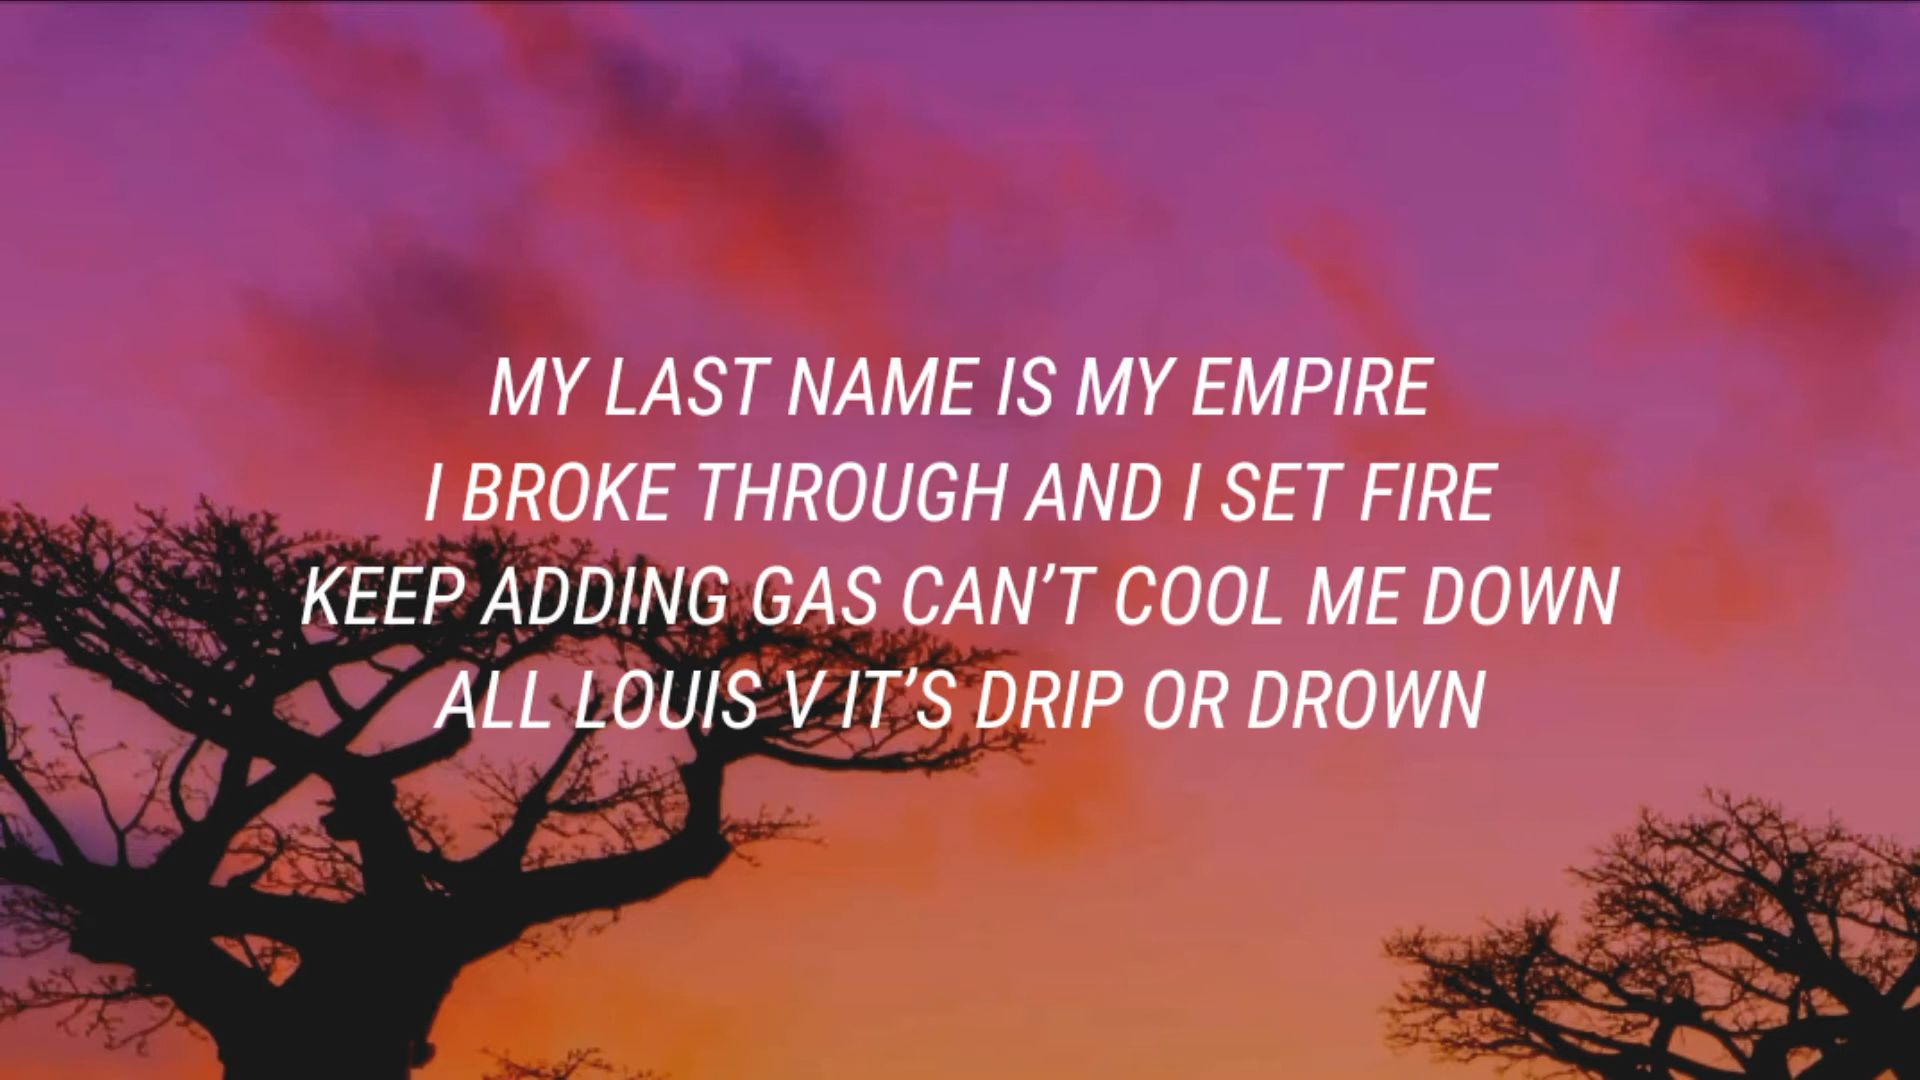 MY LAST NAME IS MY EMPIRE
I BROKE THROUGH AND I SET FIRE
KEEP ADDING GAS CAN’T COOL ME DOWN
ALL LOUIS V IT’S DRIP OR DROWN